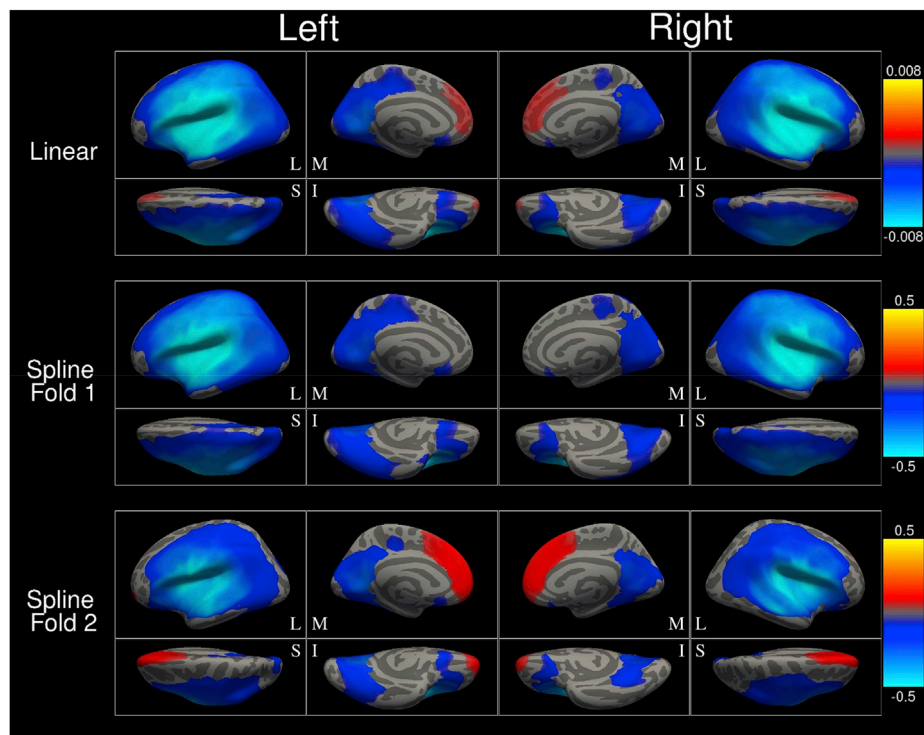 Left Right
Linear
0.008
-0.008
L M M L
S I I S
Spline
Fold 1
0.5
-0.5
L M M L
S I I S
Spline
Fold 2
0.5
-0.5
L M M L
S I I S